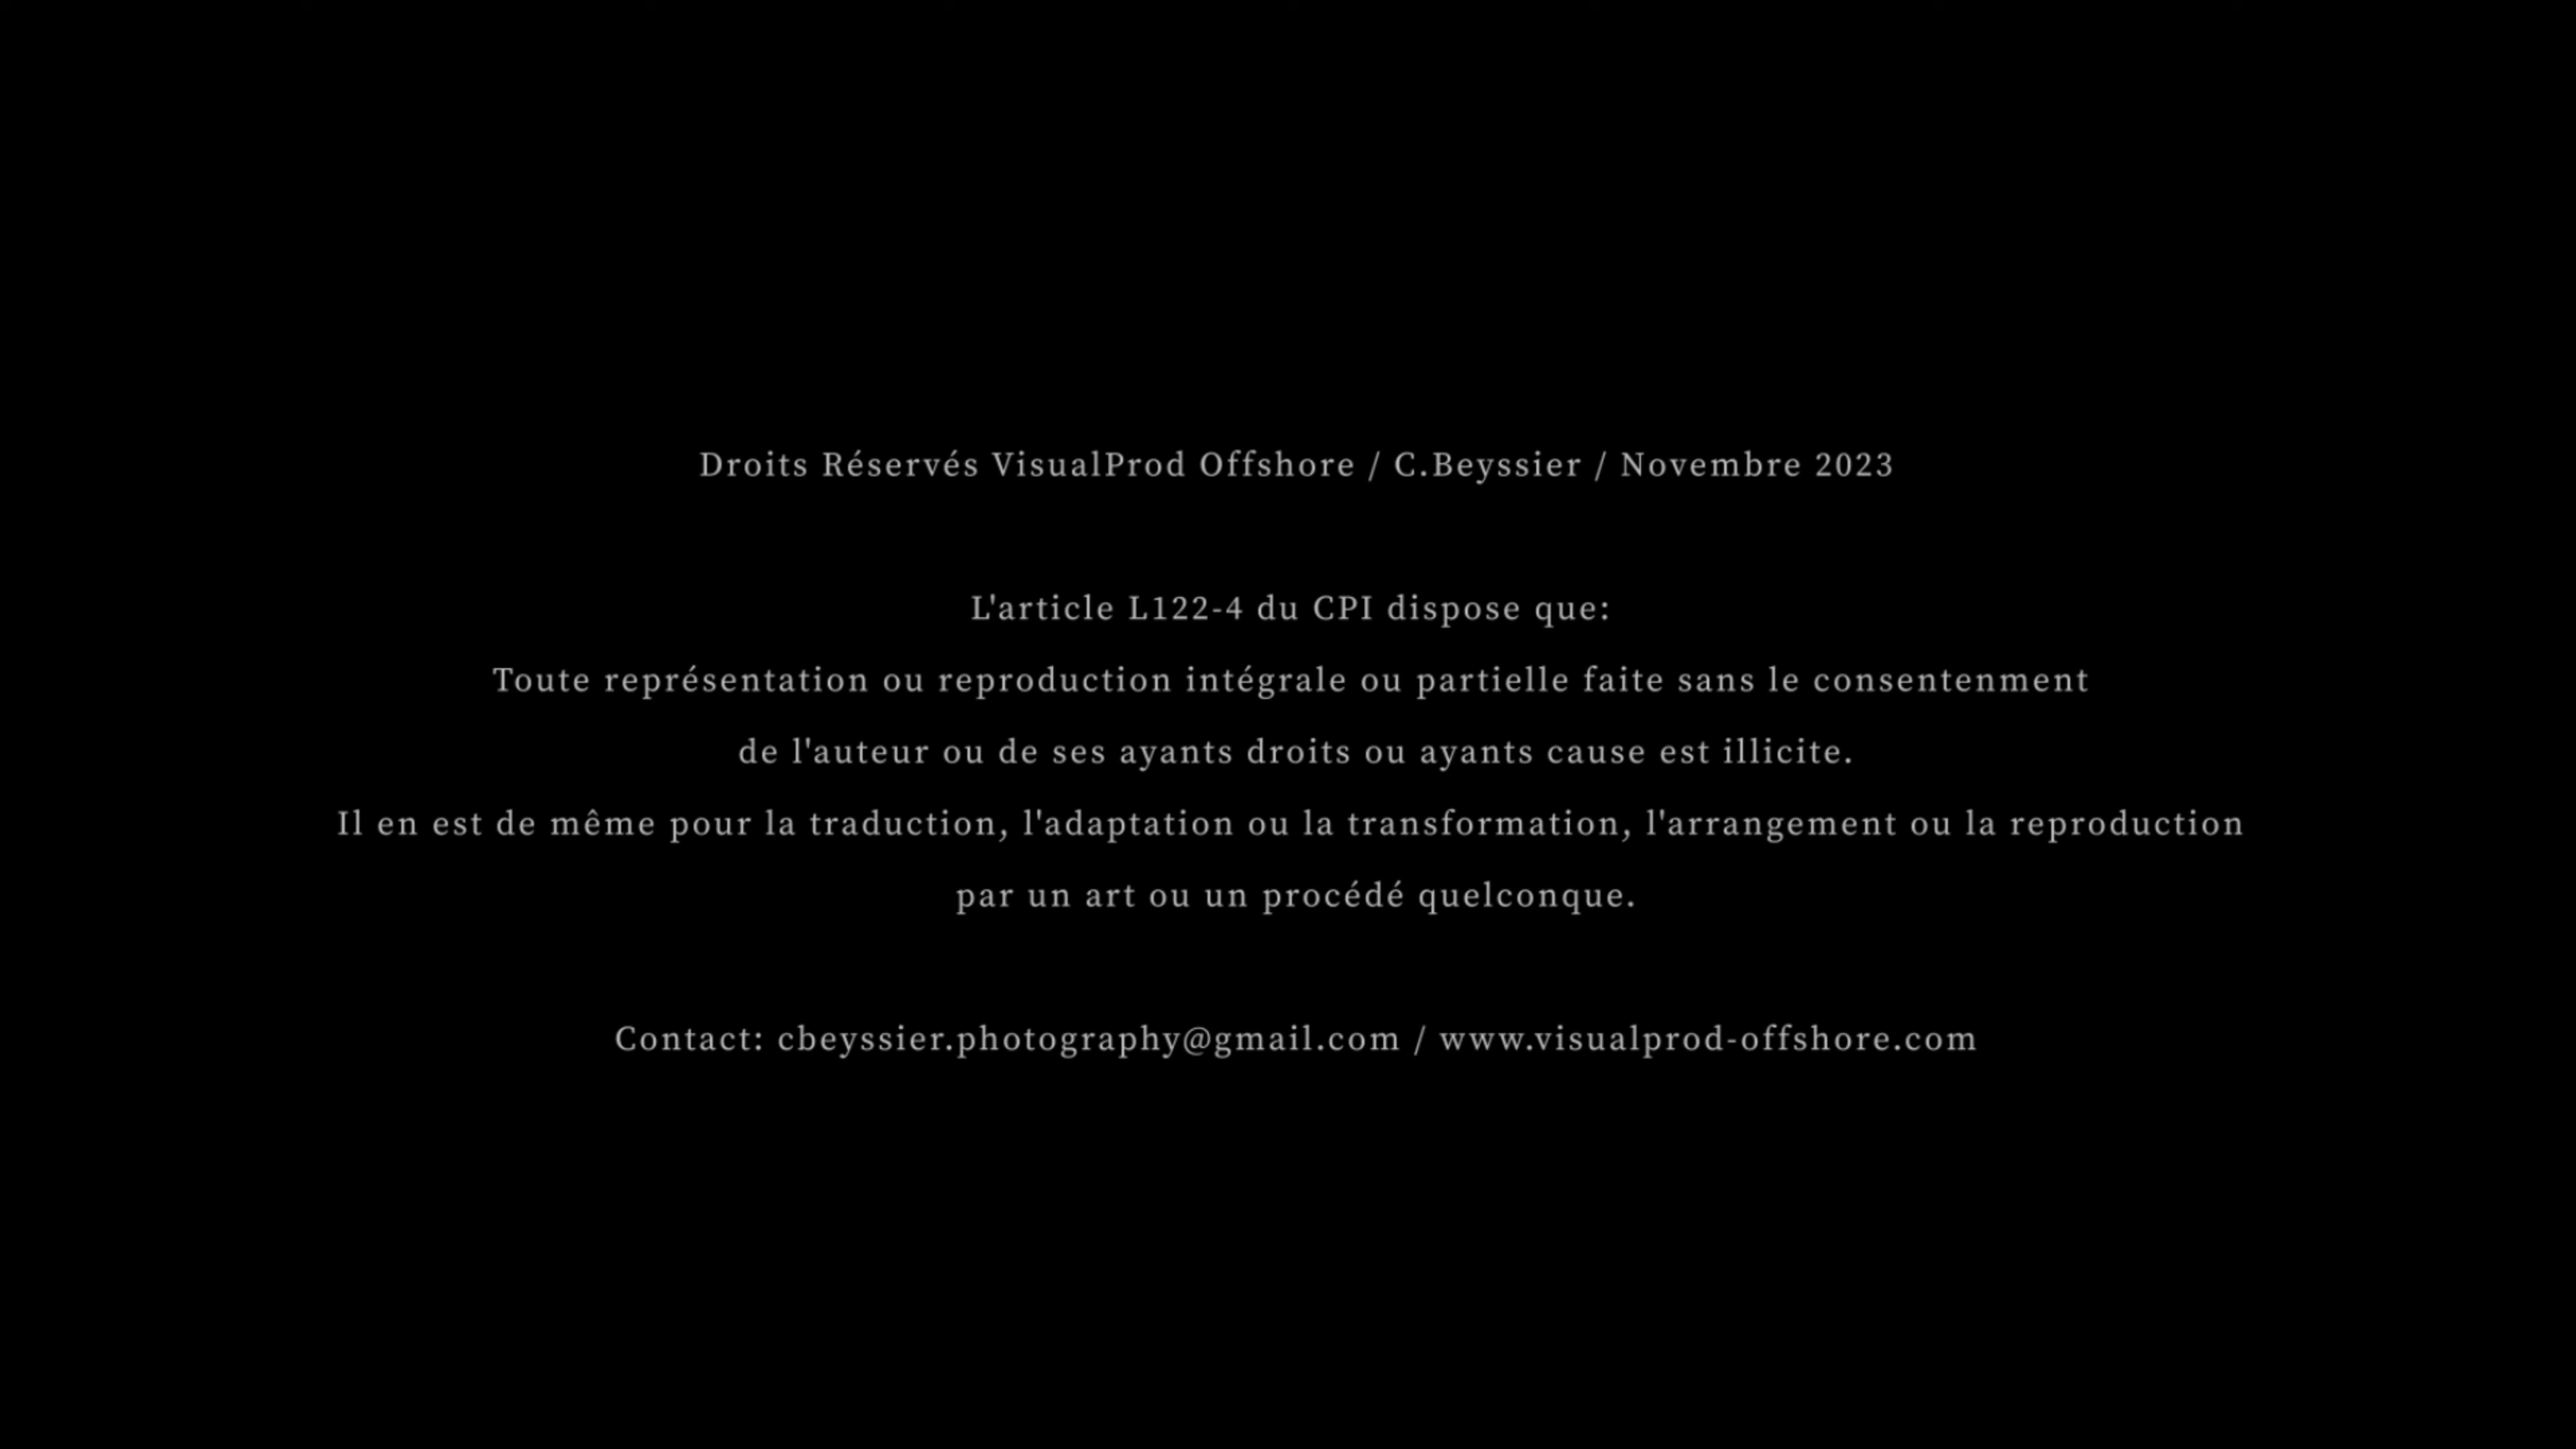 Droits Réservés VisualProd Offshore / C.Beyssier / Novembre 2023
L'article L122-4 du CPI dispose que:
Toute représentation ou reproduction intégrale ou partielle faite sans le consentenment
de l'auteur ou de ses ayants droits ou ayants cause est illicite.
Il en est de même pour la traduction, l'adaptation ou la transformation, l'arrangement ou la reproduction
par un art ou un procédé quelconque.
Contact: cbeyssier.photography@gmail.com / www.visualprod-offshore.com